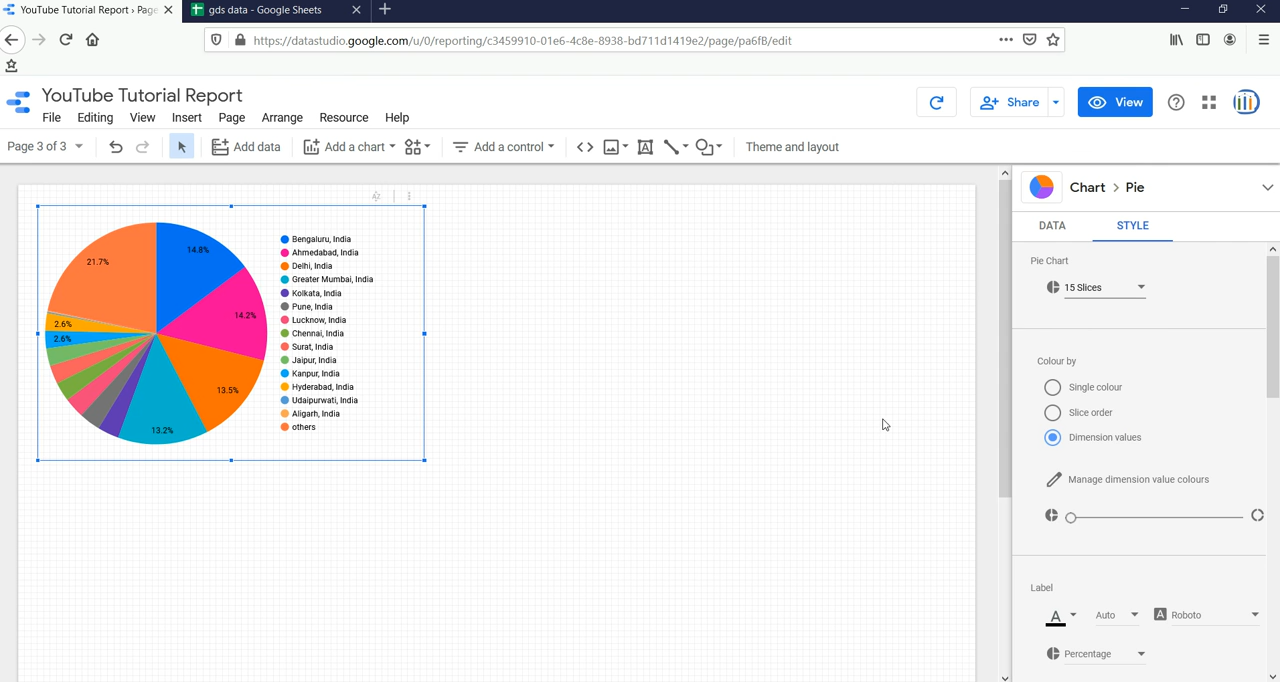 YouTube Tutorial Report › Page
gds data - Google Sheets
https://datastudio.google.com/u/0/reporting/c3459910-01e6-4c8e-8938-bd711d1419e2/page/pa6fB/edit
YouTube Tutorial Report
File Editing View Insert Page Arrange Resource Help
Share
View
Page 3 of 3
Add data
Add a chart
Add a control
Theme and layout
Chart > Pie
DATA
STYLE
Pie Chart
15 Slices
Colour by
Single colour
Slice order
Dimension values
Manage dimension value colours
Label
A
Auto
A Roboto
Percentage
14.8%
14.2%
13.5%
13.2%
2.6%
2.6%
21.7%
Bengaluru, India
Ahmedabad, India
Delhi, India
Greater Mumbai, India
Kolkata, India
Pune, India
Lucknow, India
Chennai, India
Surat, India
Jaipur, India
Kanpur, India
Hyderabad, India
Udaipurwati, India
Aligarh, India
others